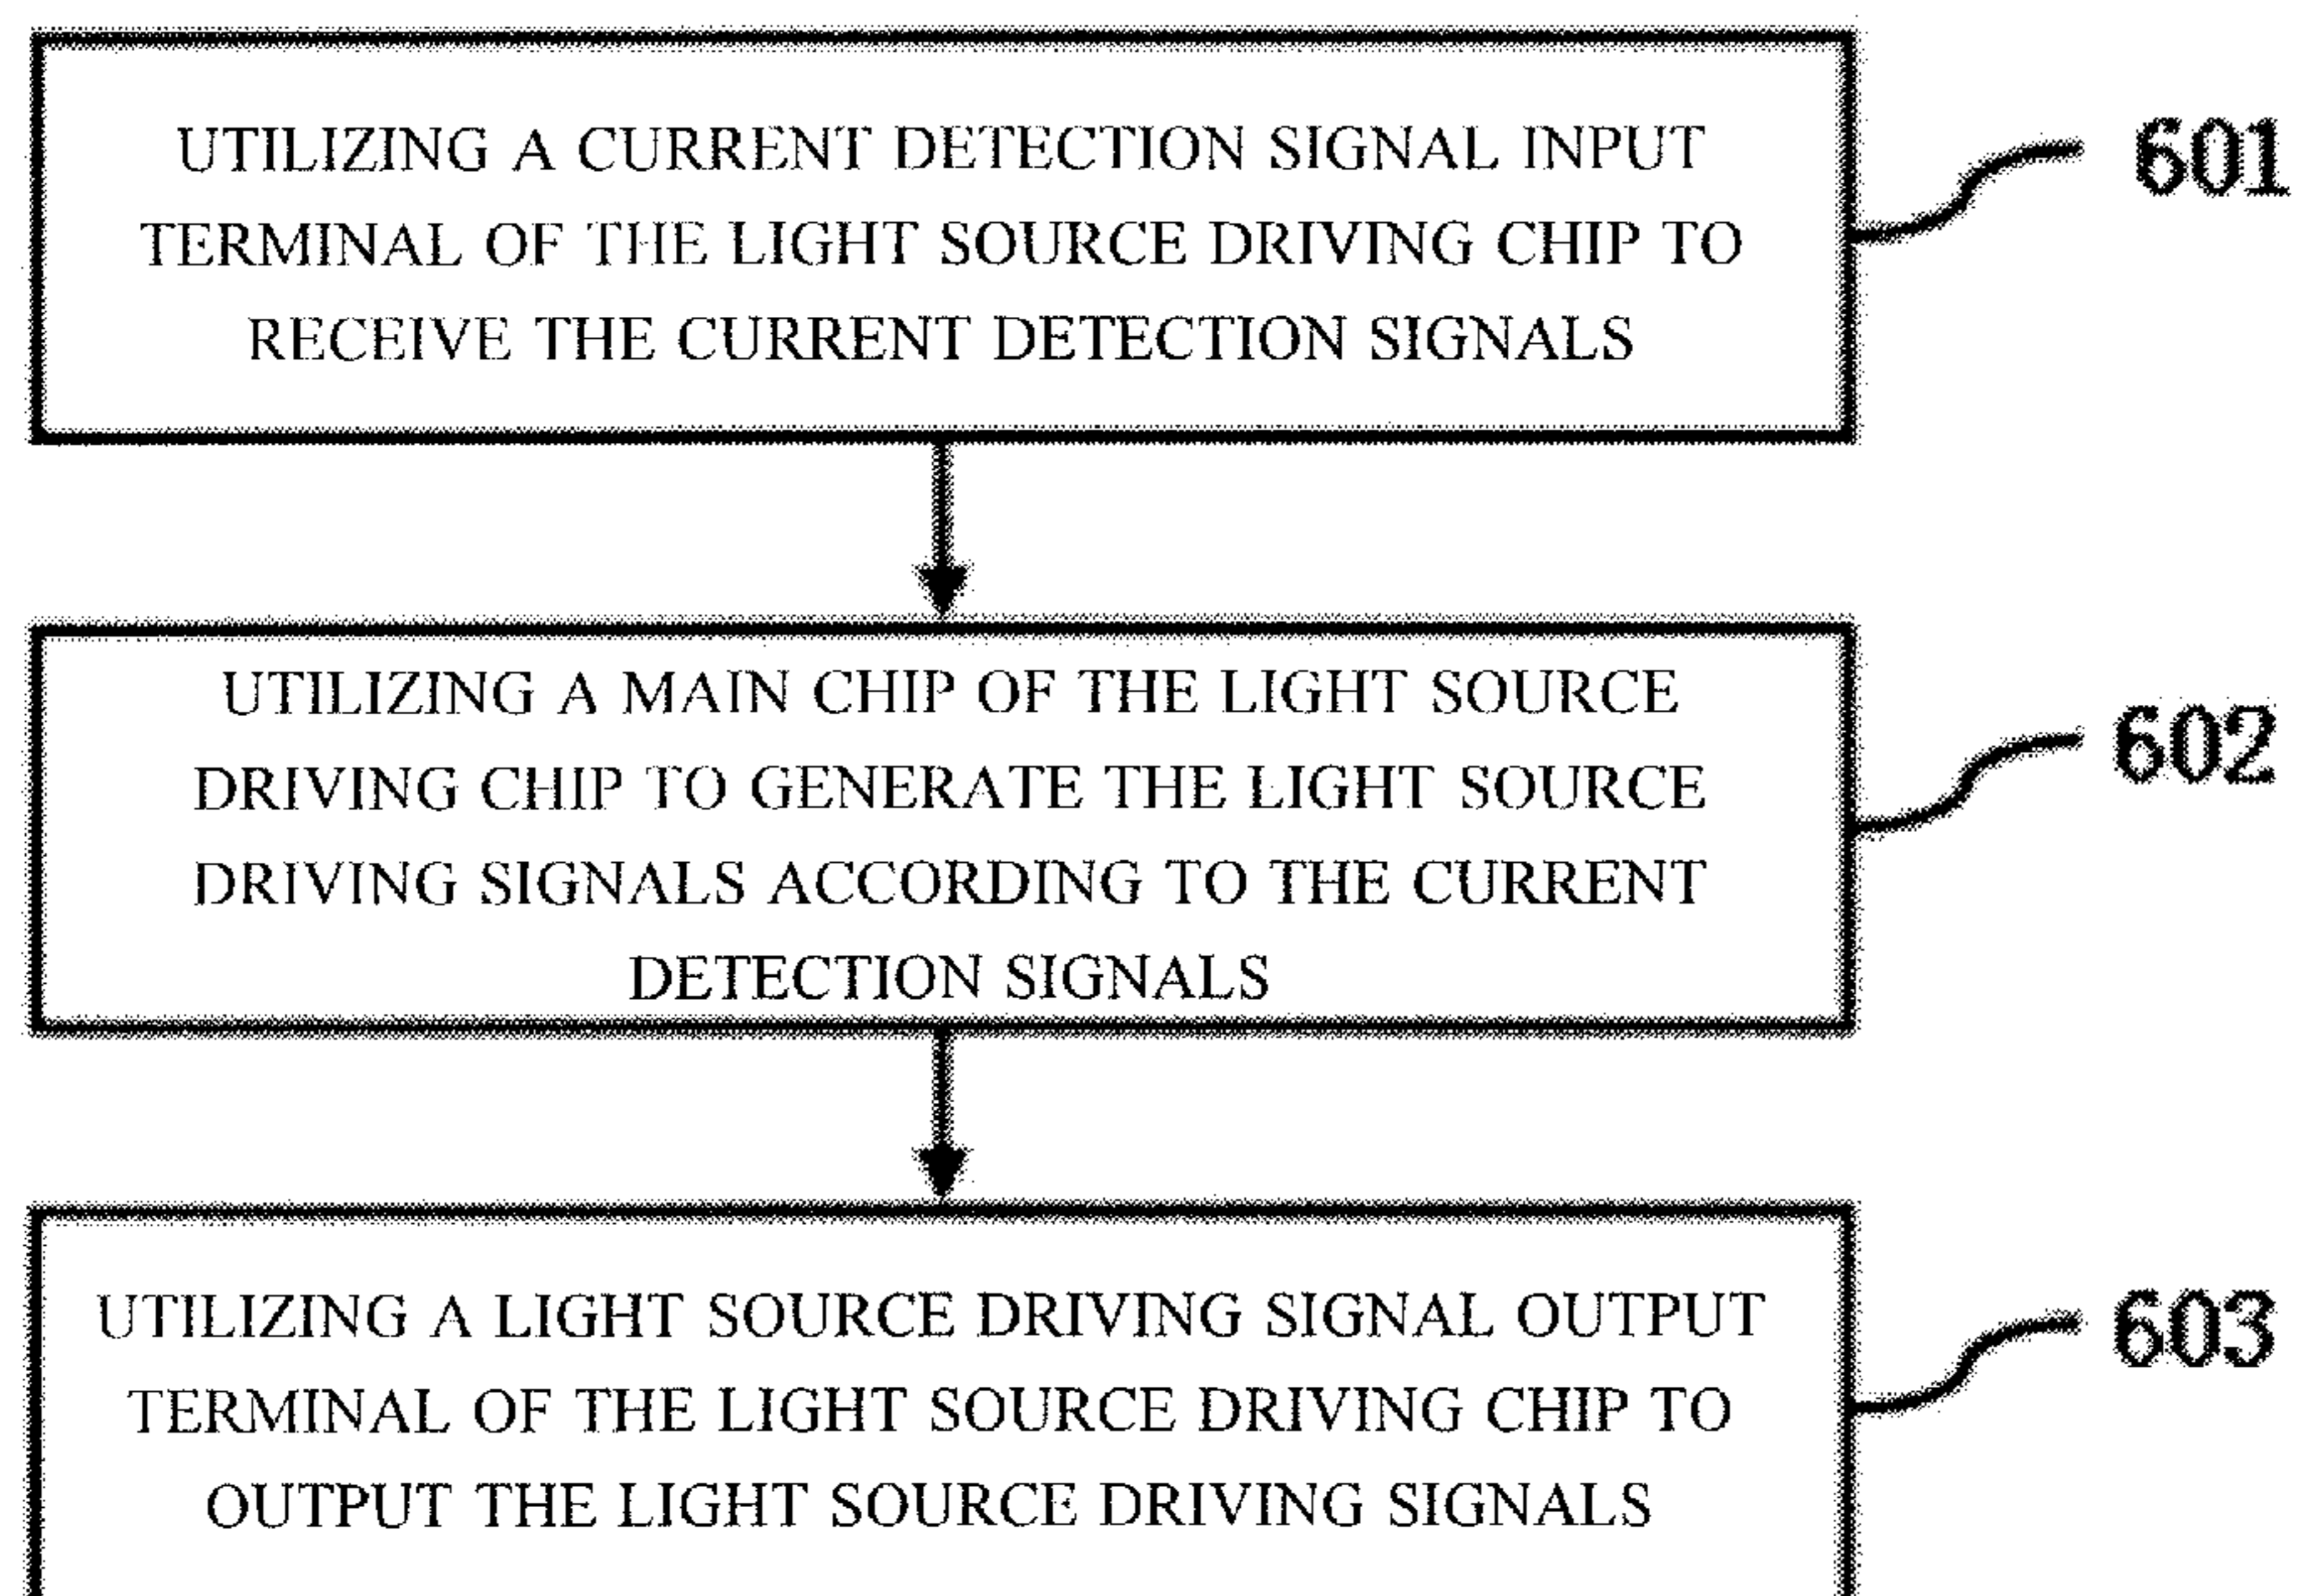 UTILIZING A CURRENT DETECTION SIGNAL INPUT
TERMINAL OF THE LIGHT SOURCE DRIVING CHIP TO
RECEIVE THE CURRENT DETECTION SIGNALS
601
UTILIZING A MAIN CHIP OF THE LIGHT SOURCE
DRIVING CHIP TO GENERATE THE LIGHT SOURCE
DRIVING SIGNALS ACCORDING TO THE CURRENT
DETECTION SIGNALS
602
UTILIZING A LIGHT SOURCE DRIVING SIGNAL OUTPUT
TERMINAL OF THE LIGHT SOURCE DRIVING CHIP TO
OUTPUT THE LIGHT SOURCE DRIVING SIGNALS
603